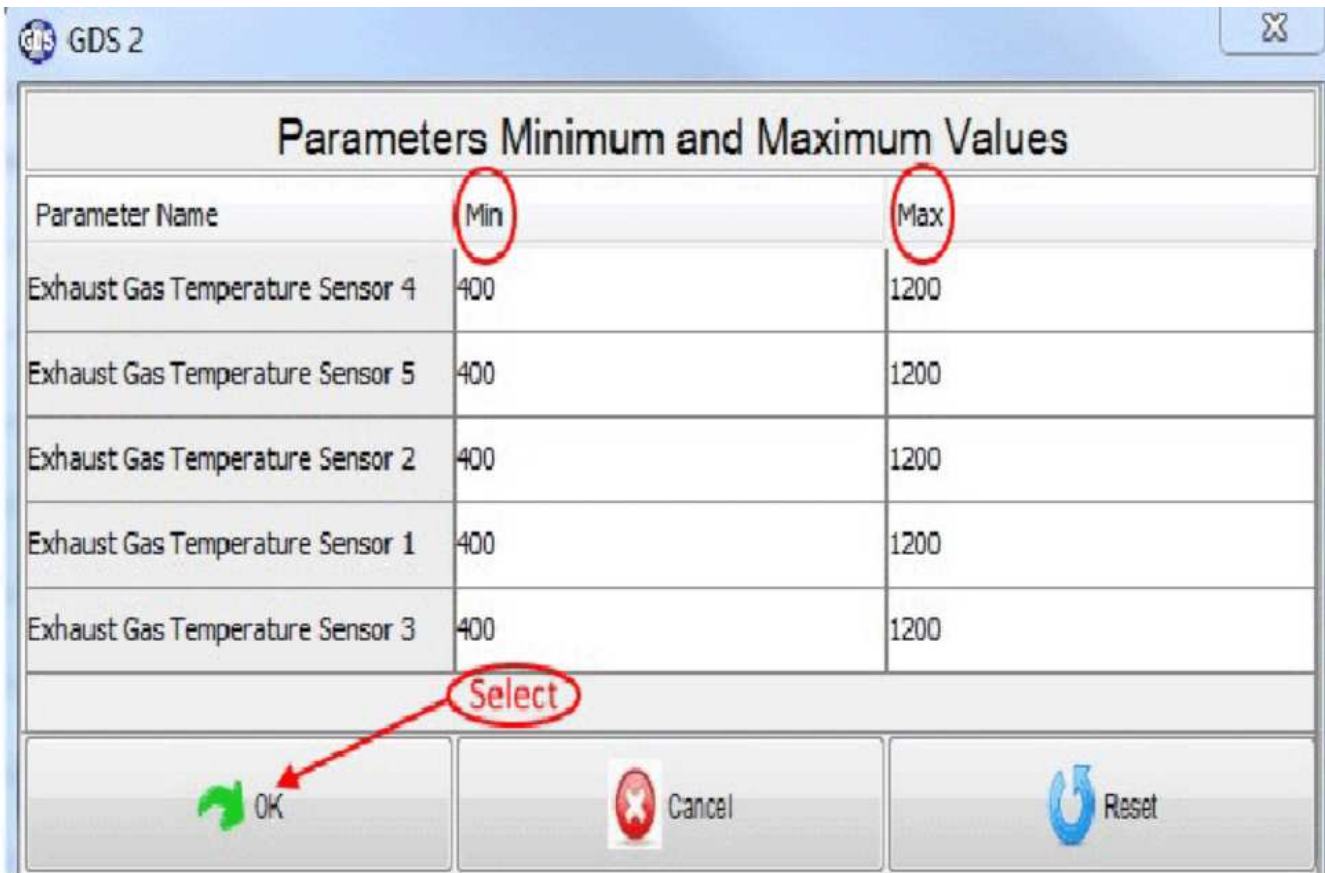 GDS GDS 2
Parameters Minimum and Maximum Values
Parameter Name Min Max
Exhaust Gas Temperature Sensor 4 400 1200
Exhaust Gas Temperature Sensor 5 400 1200
Exhaust Gas Temperature Sensor 2 400 1200
Exhaust Gas Temperature Sensor 1 400 1200
Exhaust Gas Temperature Sensor 3 400 1200
Select
OK Cancel Reset